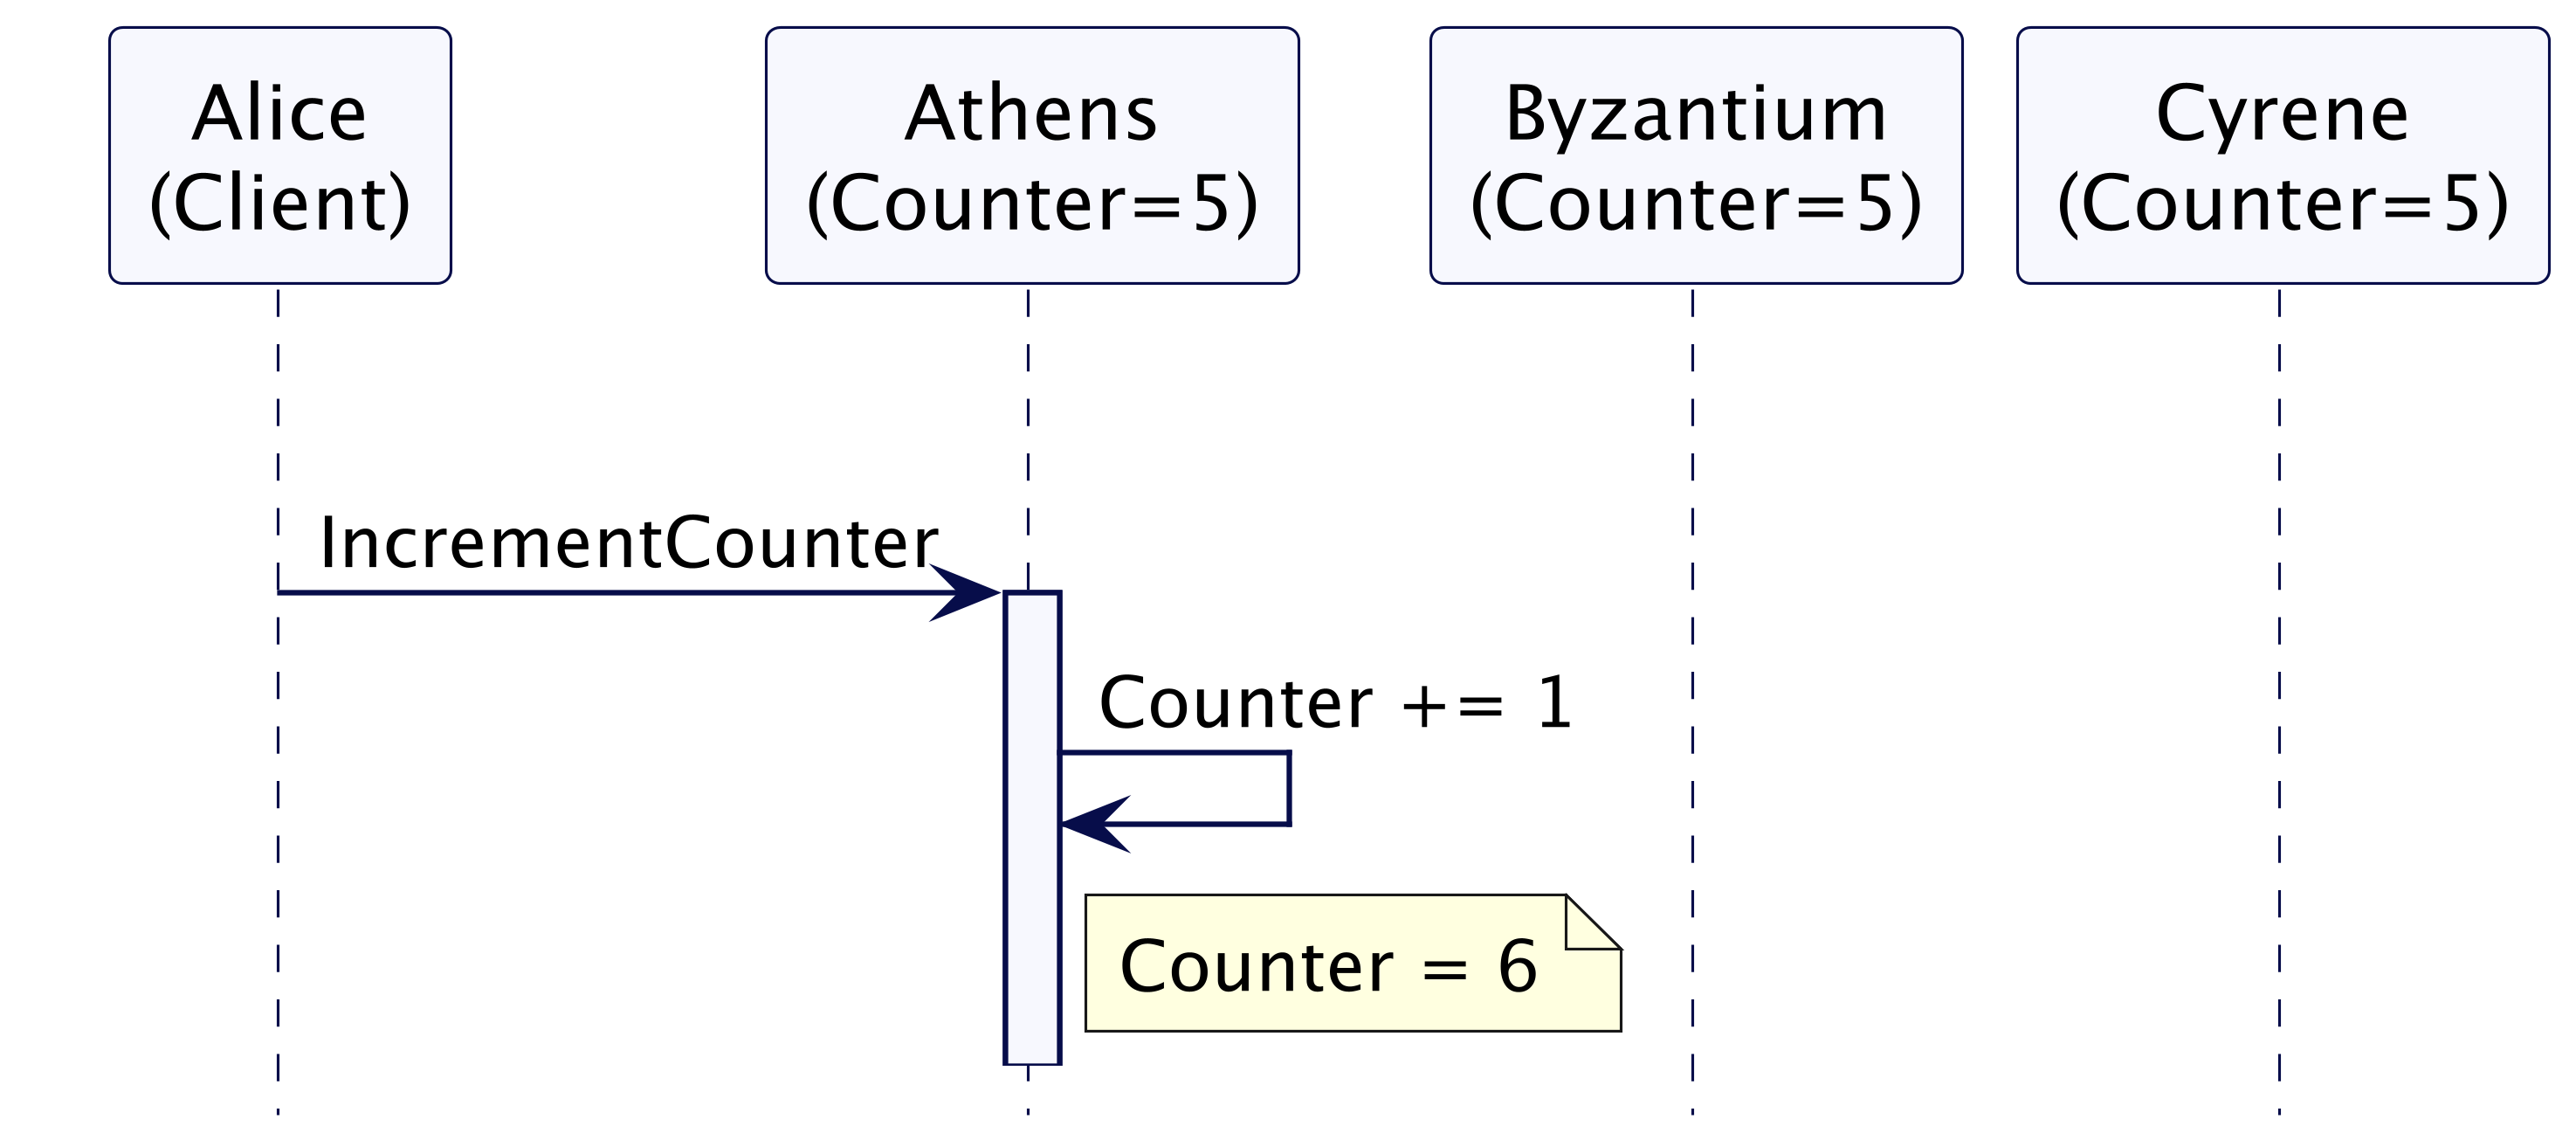 Alice
(Client)
Athens
(Counter=5)
Byzantium
(Counter=5)
Cyrene
(Counter=5)
IncrementCounter
Counter += 1
Counter = 6